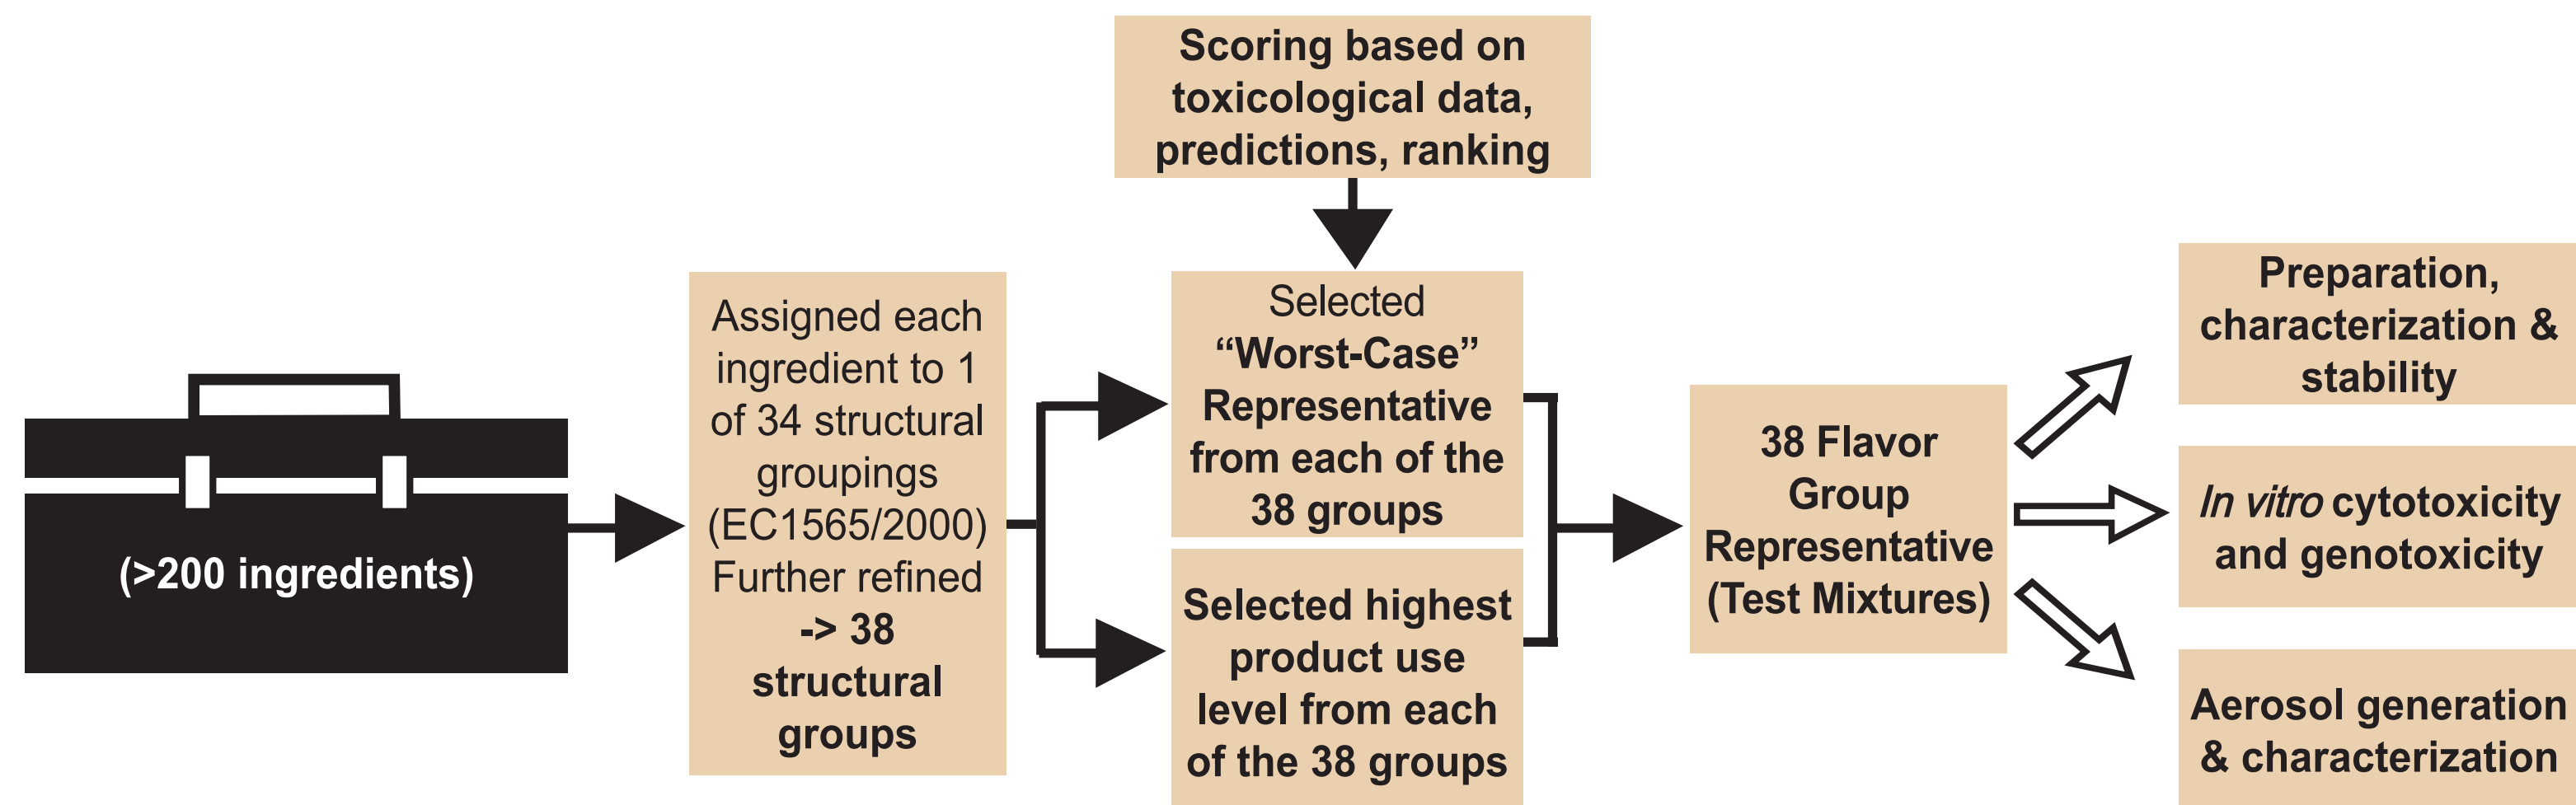 Scoring based on
toxicological data,
predictions, ranking
(>200 ingredients)
Assigned each
ingredient to 1
of 34 structural
groupings
(EC1565/2000)
Further refined
-> 38
structural
groups
Selected
“Worst-Case”
Representative
from each of the
38 groups
Selected highest
product use
level from each
of the 38 groups
38 Flavor
Group
Representative
(Test Mixtures)
Preparation,
characterization &
stability
In vitro cytotoxicity
and genotoxicity
Aerosol generation
& characterization